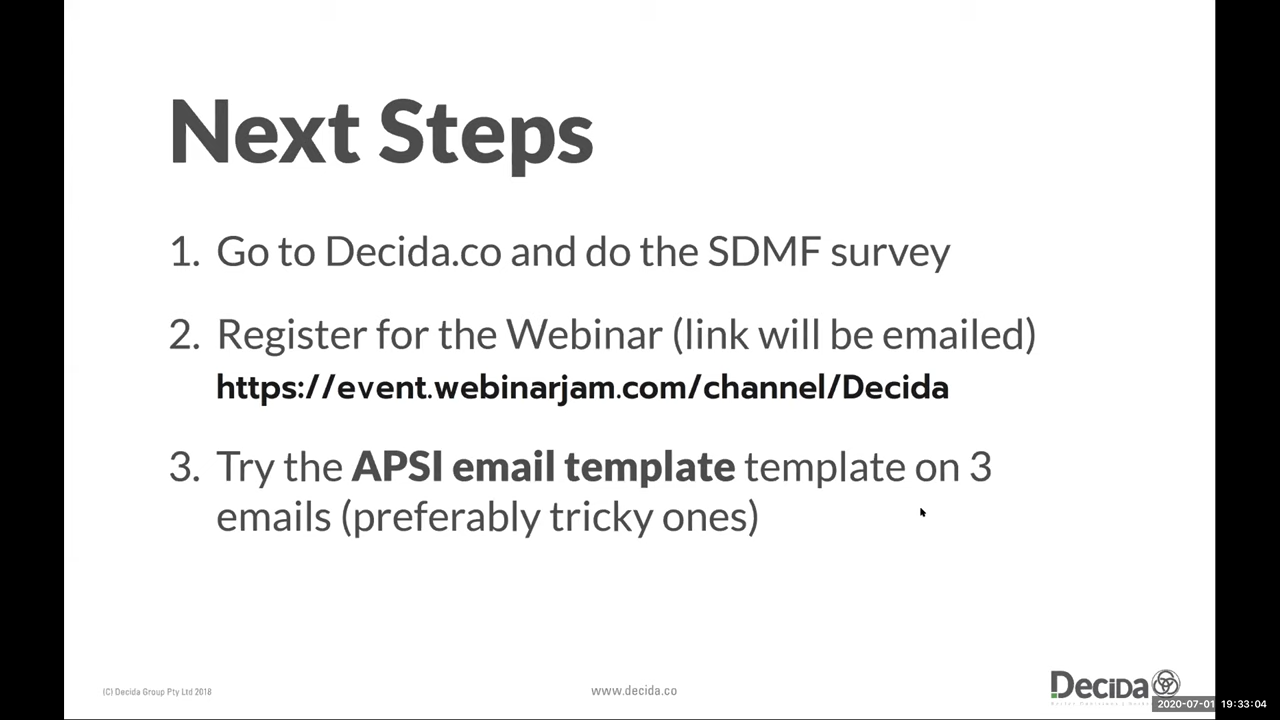 Next Steps
1. Go to Decida.co and do the SDMF survey
2. Register for the Webinar (link will be emailed)
https://event.webinarjam.com/channel/Decida
3. Try the APSI email template template on 3
emails (preferably tricky ones)
(C) Decida Group Pty Ltd 2018
www.decida.co
Decida
2020-07-01 19:33:04